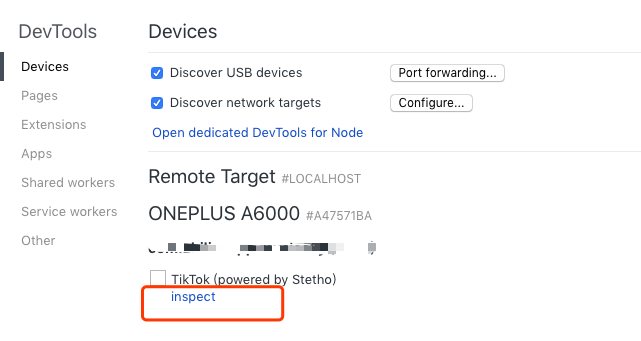 DevTools
Devices
Devices
Discover USB devices
Port forwarding...
Pages
Discover network targets
Configure...
Extensions
Open dedicated DevTools for Node
Apps
Shared workers
Remote Target #LOCALHOST
Service workers
ONEPLUS A6000 #A47571BA
Other
TikTok (powered by Stetho)
inspect